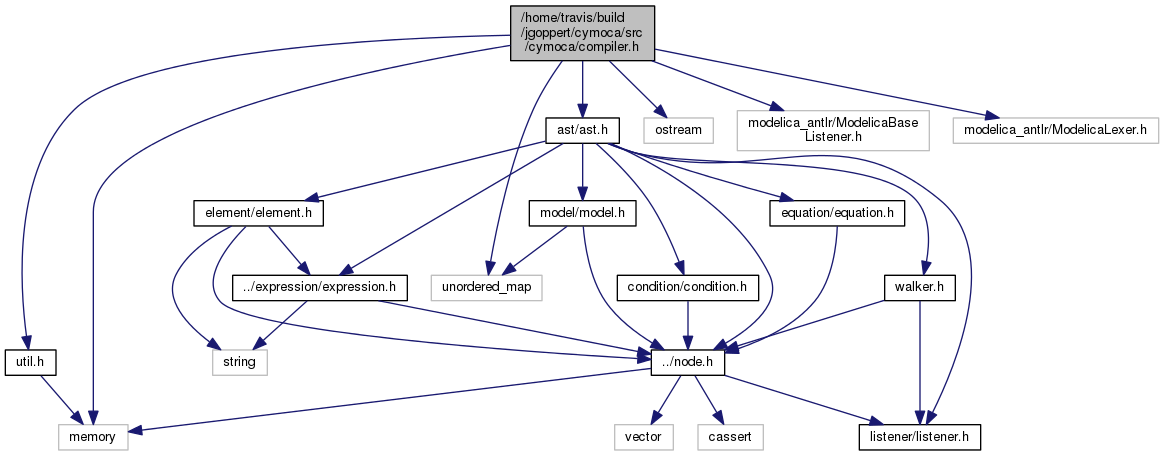 /home/travis/build
/jgoppert/cymoca/src
/cymoca/compiler.h
ast/ast.h
ostream
modelica_antlr/ModelicaBase
Listener.h
modelica_antlr/ModelicaLexer.h
element/element.h
model/model.h
equation/equation.h
../expression/expression.h
unordered_map
condition/condition.h
walker.h
util.h
string
../node.h
memory
vector
cassert
listener/listener.h